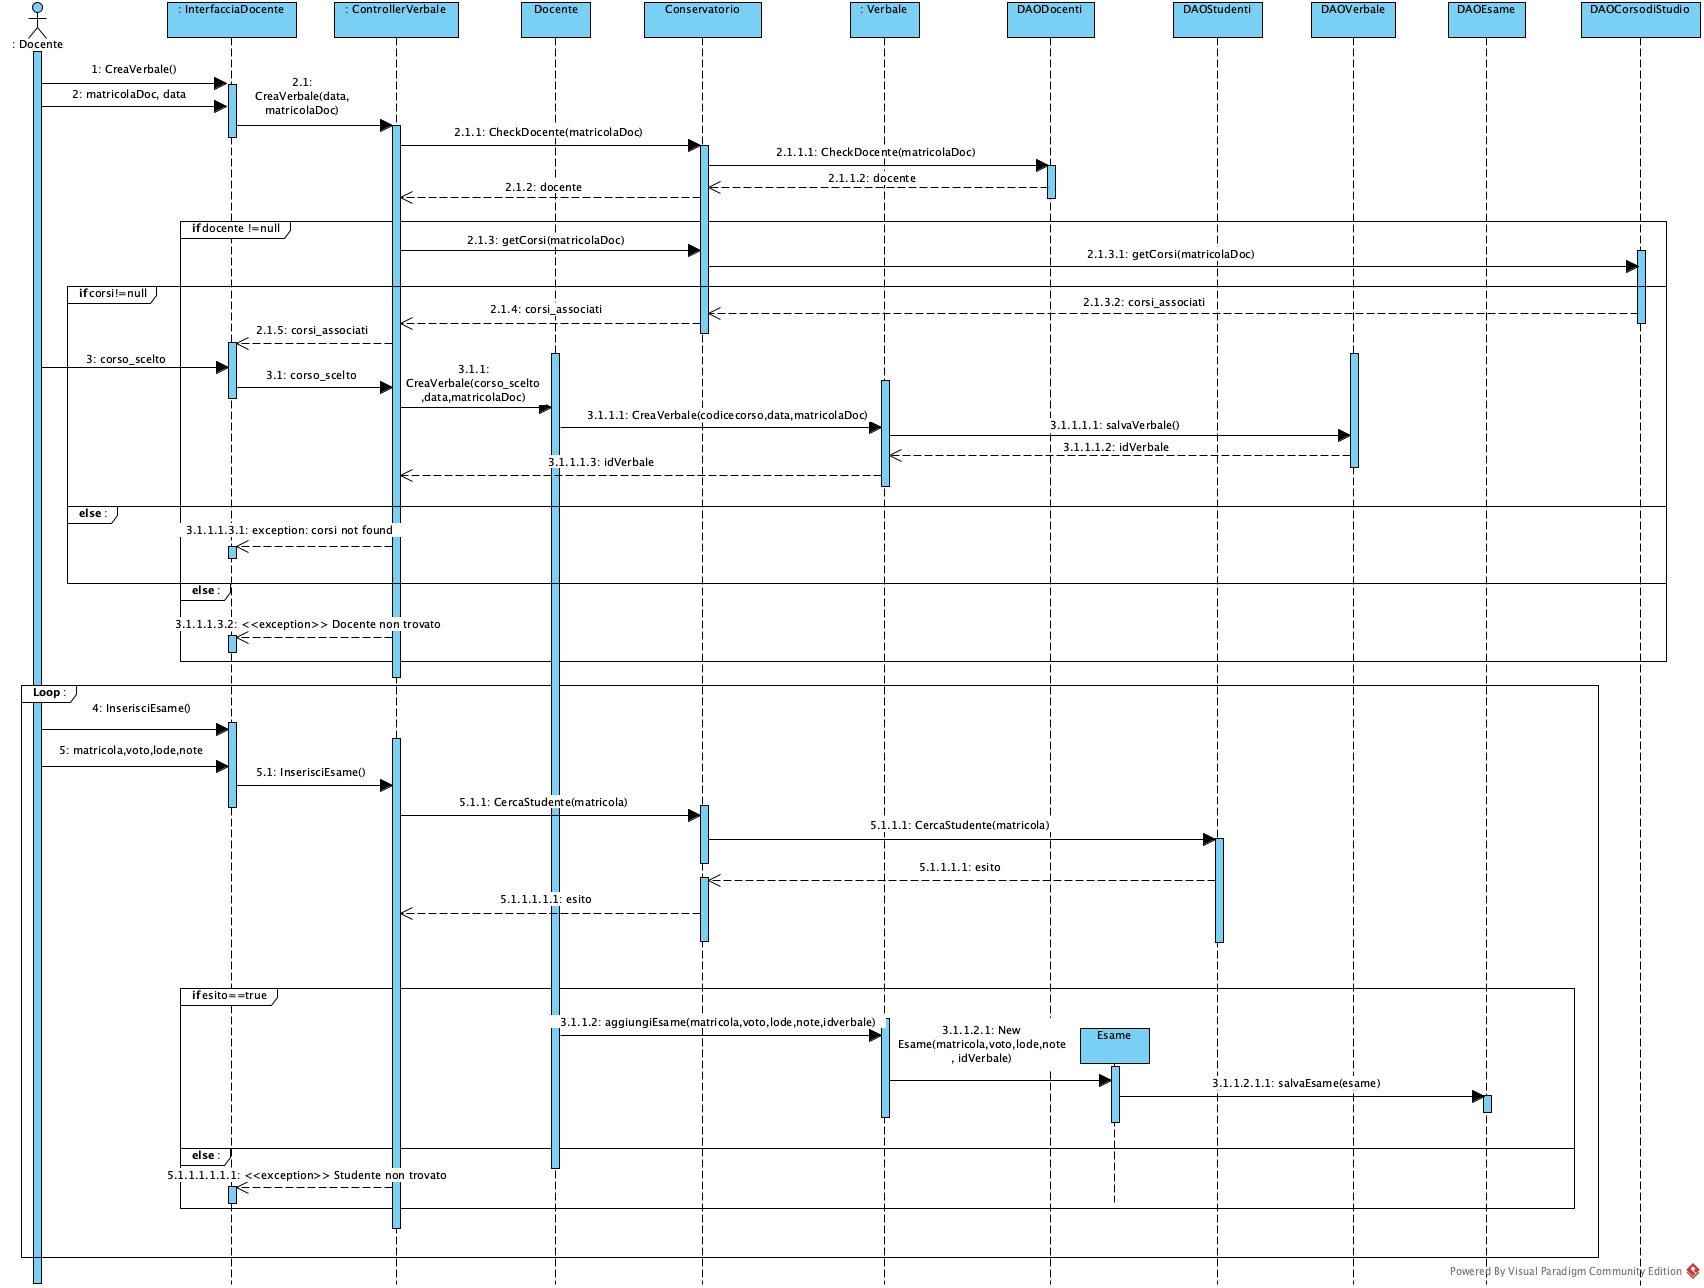 : Docente
: InterfacciaDocente
: ControllerVerbale
Docente
Conservatorio
: Verbale
DAODocenti
DAOStudenti
DAOVerbale
DAOEsame
DAOCorsodiStudio
1: CreaVerbale()
2: matricolaDoc, data
2.1:
CreaVerbale(data,
matricolaDoc)
2.1.1: CheckDocente(matricolaDoc)
2.1.1.1: CheckDocente(matricolaDoc)
2.1.1.2: docente
2.1.2: docente
if docente !=null
2.1.3: getCorsi(matricolaDoc)
2.1.3.1: getCorsi(matricolaDoc)
if corsi!=null
2.1.3.2: corsi_associati
2.1.4: corsi_associati
2.1.5: corsi_associati
3: corso_scelto
3.1: corso_scelto
3.1.1:
CreaVerbale(corso_scelto
,data,matricolaDoc)
3.1.1.1: CreaVerbale(codicecorso,data,matricolaDoc)
3.1.1.1.1: salvaVerbale()
3.1.1.1.2: idVerbale
3.1.1.1.3: idVerbale
else :
3.1.1.1.3.1: exception: corsi not found
else :
3.1.1.1.3.2: <<exception>> Docente non trovato
Loop :
4: InserisciEsame()
5: matricola,voto,lode,note
5.1: InserisciEsame()
5.1.1: CercaStudente(matricola)
5.1.1.1: CercaStudente(matricola)
5.1.1.1.1: esito
5.1.1.1.1.1: esito
if esito==true
3.1.1.2: aggiungiEsame(matricola,voto,lode,note,idverbale)
3.1.1.2.1: New
Esame(matricola,voto,lode,note
, idVerbale)
Esame
3.1.1.2.1.1: salvaEsame(esame)
else :
5.1.1.1.1.1.1: <<exception>> Studente non trovato
Powered By Visual Paradigm Community Edition